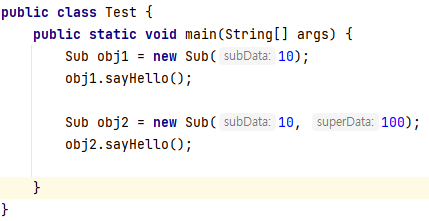 public class Test {
    public static void main(String[] args) {
        Sub obj1 = new Sub( subData: 10);
        obj1.sayHello();
        Sub obj2 = new Sub( subData: 10, superData: 100);
        obj2.sayHello();
    }
}